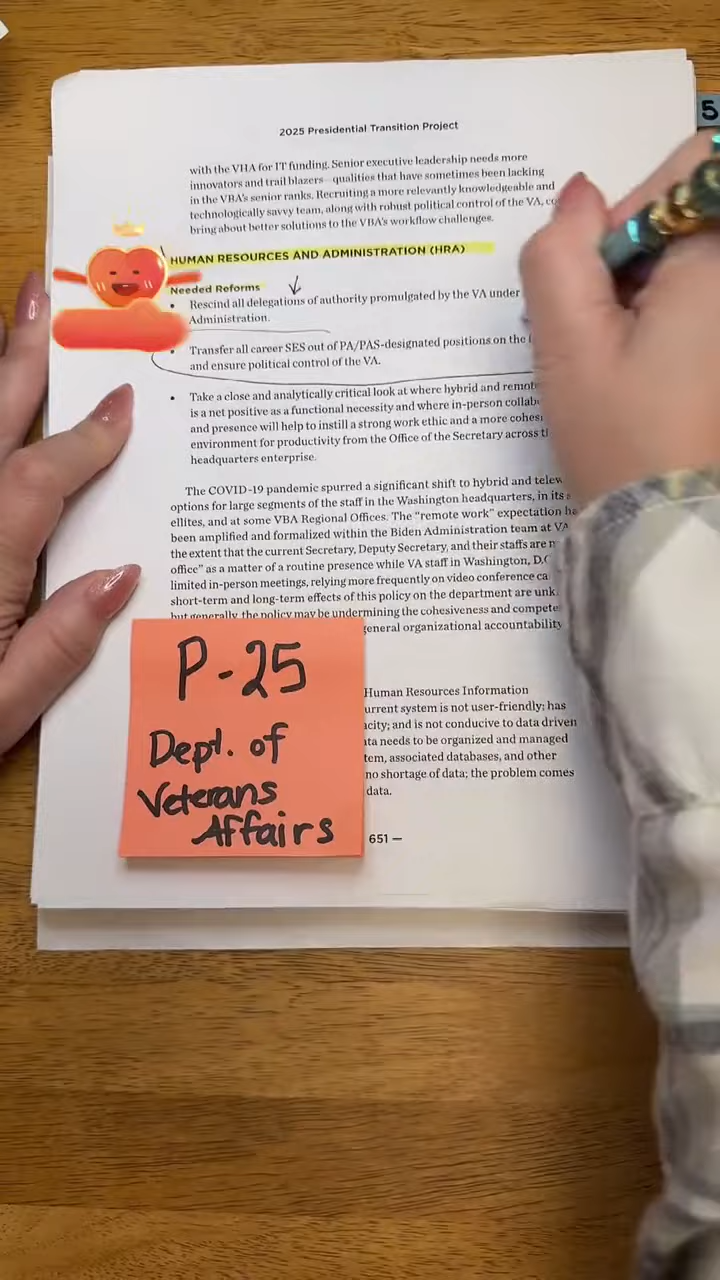 5
2025 Presidential Transition Project
with the VHA for IT funding. Senior executive leadership needs more
innovators and trail blazers—qualities that have sometimes been lacking
in the VBA's senior ranks. Recruiting a more relevantly knowledgeable and
technologically savvy team, along with robust political control of the VA, co
bring about better solutions to the VBA's workflow challenges.
HUMAN RESOURCES AND ADMINISTRATION (HRA)
Needed Reforms
• Rescind all delegations of authority promulgated by the VA under
Administration.
• Transfer all career SES out of PA/PAS-designated positions on the
and ensure political control of the VA.
• Take a close and analytically critical look at where hybrid and remot
is a net positive as a functional necessity and where in-person collab
and presence will help to instill a strong work ethic and a more cohes
environment for productivity from the Office of the Secretary across t
headquarters enterprise.
The COVID-19 pandemic spurred a significant shift to hybrid and telew
options for large segments of the staff in the Washington headquarters, in its
ellites, and at some VBA Regional Offices. The "remote work" expectation ha
been amplified and formalized within the Biden Administration team at VA
the extent that the current Secretary, Deputy Secretary, and their staffs are
office" as a matter of a routine presence while VA staff in Washington, D.C
limited in-person meetings, relying more frequently on video conference ca
short-term and long-term effects of this policy on the department are unk
but generally, the policy may be undermining the cohesiveness and compete
general organizational accountability
Human Resources Information
urrent system is not user-friendly; has
acity; and is not conducive to data driven
ata needs to be organized and managed
tem, associated databases, and other
no shortage of data; the problem comes
data.
651 —
P-25
Dept. of
Veterans
Affairs